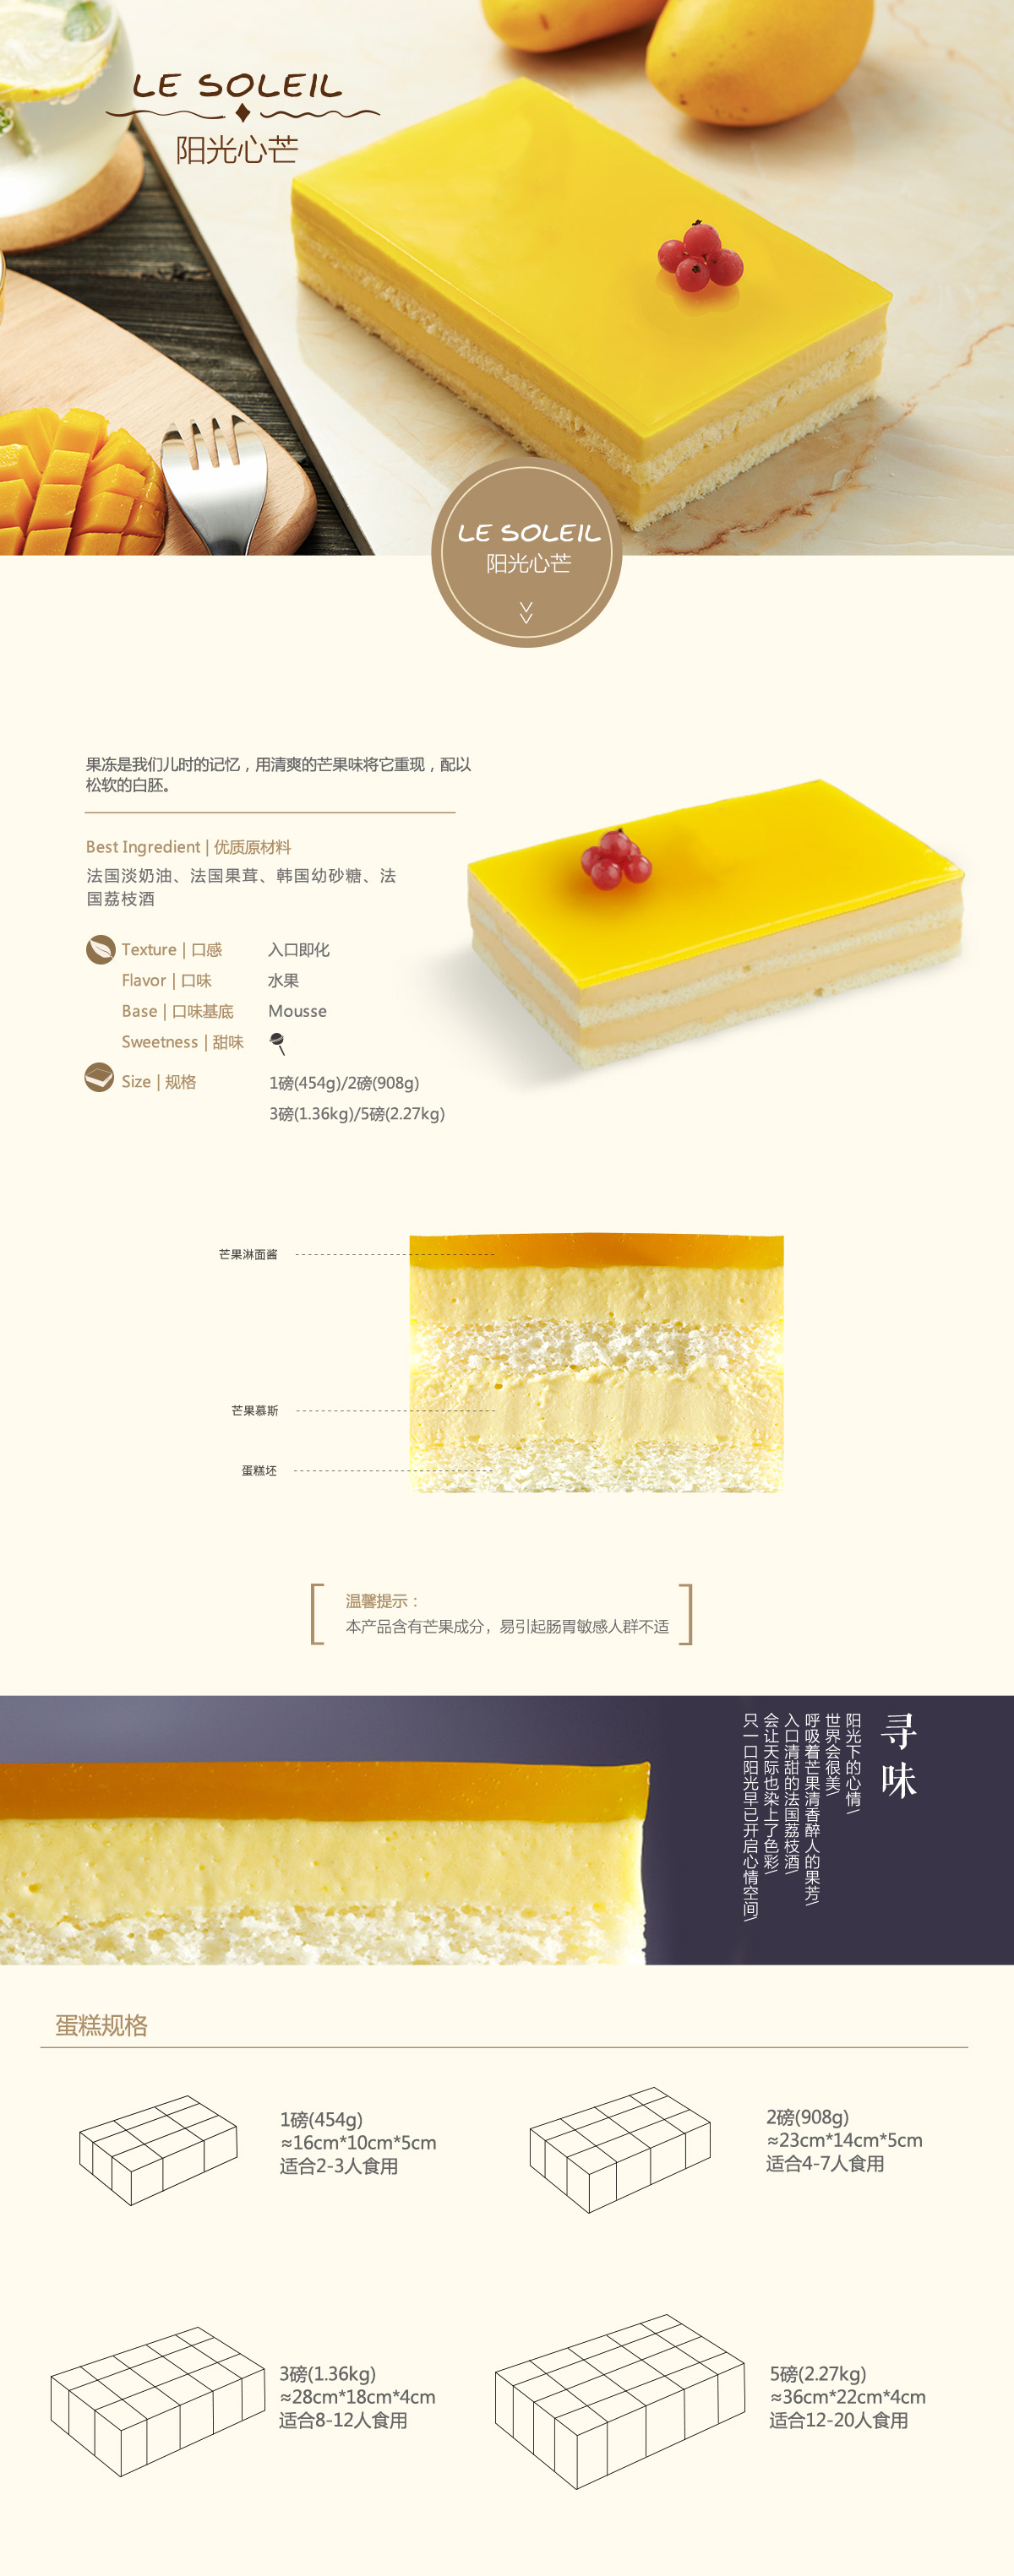 LE SOLEIL
阳光心芒
LE SOLEIL
阳光心芒
果冻是我们儿时的记忆，用清爽的芒果味将它重现，配以
松软的白胚。
Best Ingredient | 优质原材料
法国淡奶油、法国果茸、韩国幼砂糖、法
国荔枝酒
Texture | 口感 入口即化
Flavor | 口味 水果
Base | 口味基底 Mousse
Sweetness | 甜味
Size | 规格 1磅(454g)/2磅(908g)
3磅(1.36kg)/5磅(2.27kg)
芒果淋面酱
芒果慕斯
蛋糕坯
温馨提示：
本产品含有芒果成分，易引起肠胃敏感人群不适
寻味
阳光下的心情/
世界会很美/
呼吸着芒果清香醉人的果芳/
入口清甜的法国荔枝酒/
会让天际也染上了色彩/
只一口阳光早已开启心情空间/
蛋糕规格
1磅(454g)
≈16cm*10cm*5cm
适合2-3人食用
2磅(908g)
≈23cm*14cm*5cm
适合4-7人食用
3磅(1.36kg)
≈28cm*18cm*4cm
适合8-12人食用
5磅(2.27kg)
≈36cm*22cm*4cm
适合12-20人食用